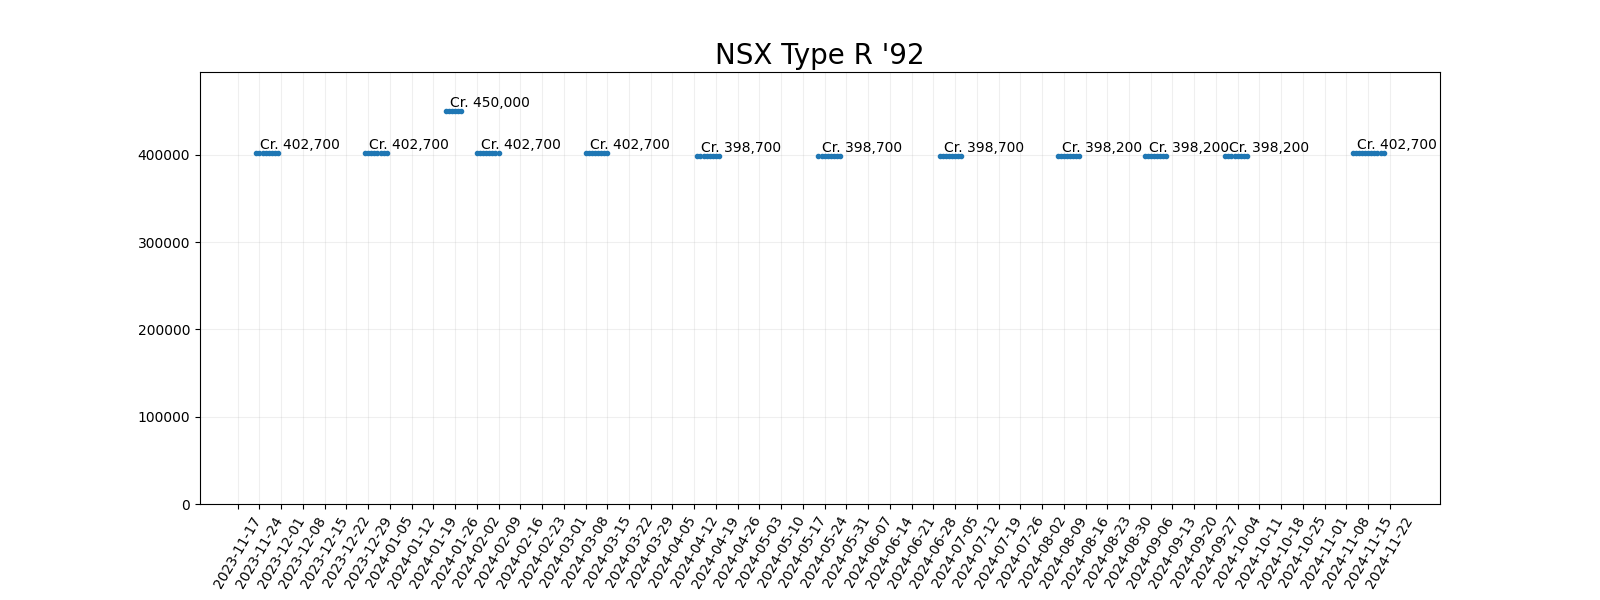 NSX Type R '92
Cr. 450,000
Cr. 402,700 Cr. 402,700 Cr. 402,700 Cr. 402,700 Cr. 398,700 Cr. 398,700 Cr. 398,700 Cr. 398,200 Cr. 398,200 Cr. 398,200 Cr. 402,700
400000
300000
200000
100000
0
2023-11-17 2023-11-24 2023-12-01 2023-12-08 2023-12-15 2023-12-22 2023-12-29 2024-01-05 2024-01-12 2024-01-19 2024-01-26 2024-02-02 2024-02-09 2024-02-16 2024-02-23 2024-03-01 2024-03-08 2024-03-15 2024-03-22 2024-03-29 2024-04-05 2024-04-12 2024-04-19 2024-04-26 2024-05-03 2024-05-10 2024-05-17 2024-05-24 2024-05-31 2024-06-07 2024-06-14 2024-06-21 2024-06-28 2024-07-05 2024-07-12 2024-07-19 2024-07-26 2024-08-02 2024-08-09 2024-08-16 2024-08-23 2024-08-30 2024-09-06 2024-09-13 2024-09-20 2024-09-27 2024-10-04 2024-10-11 2024-10-18 2024-10-25 2024-11-01 2024-11-08 2024-11-15 2024-11-22